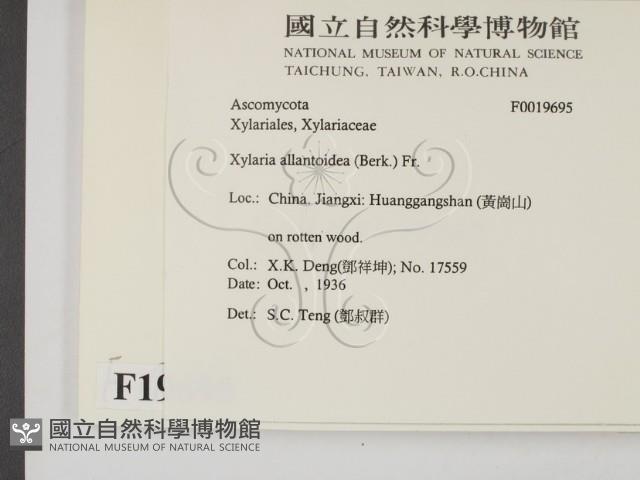 國立自然科學博物館
NATIONAL MUSEUM OF NATURAL SCIENCE
TAICHUNG, TAIWAN, R.O.CHINA
Ascomycota F0019695
Xylariales, Xylariaceae
Xylaria allantoidea (Berk.) Fr.
Loc.: China, Jiangxi: Huanggangshan (黃崗山)
on rotten wood.
Col.: X.K. Deng(鄧祥坤); No. 17559
Date: Oct. , 1936
Det.: S.C. Teng (鄧叔群)
F19
國立自然科學博物館
NATIONAL MUSEUM OF NATURAL SCIENCE